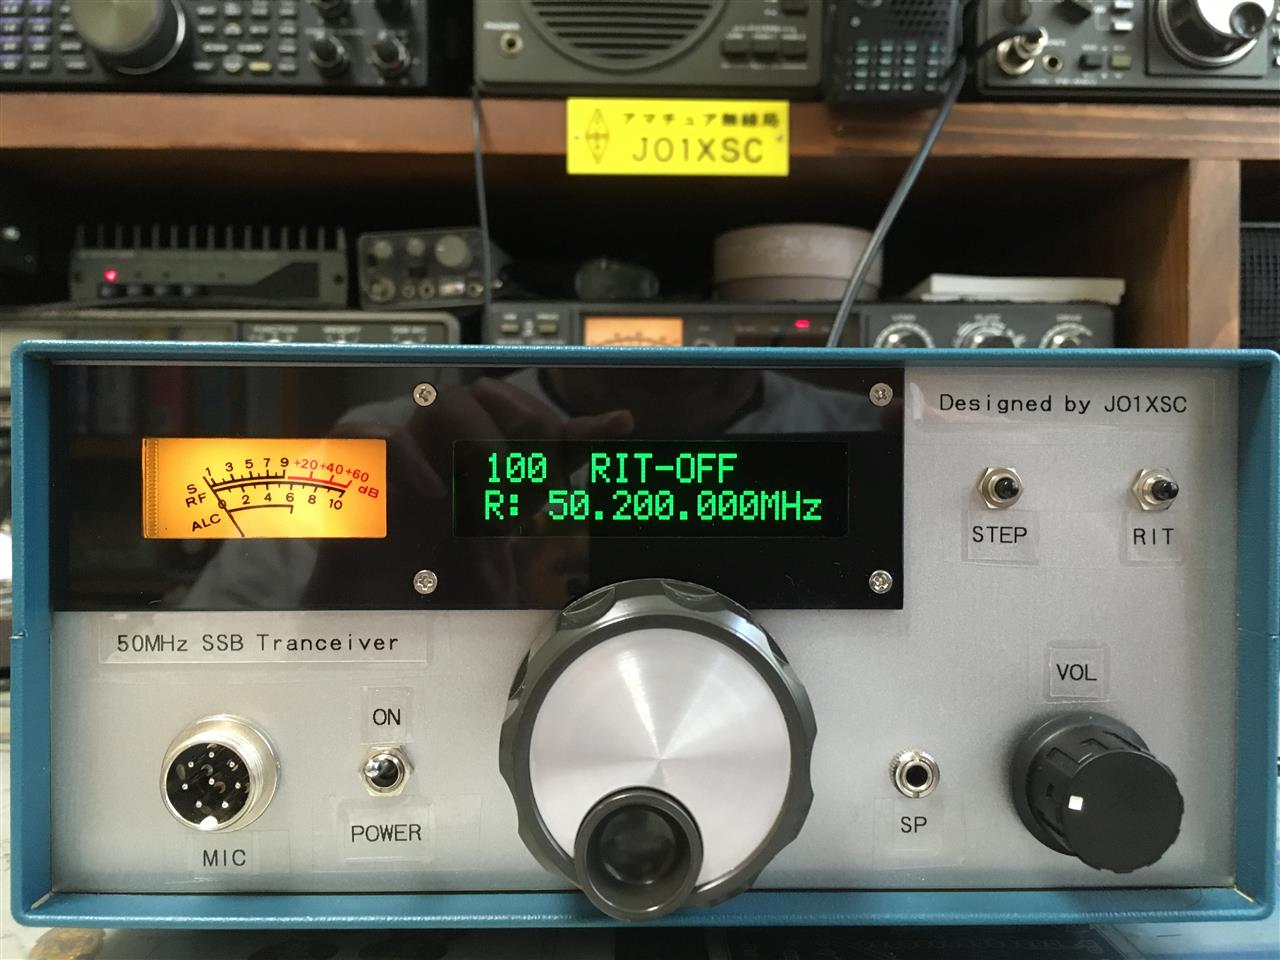 アマチュア無線局
JO1XSC
Designed by JO1XSC
1 3 5 7 9 +20 +40 +60
dB
S
RF
0 2 4 6 8 10
ALC
100 RIT-OFF
R: 50.200.000MHz
STEP
RIT
50MHz SSB Tranceiver
ON
VOL
POWER
SP
MIC